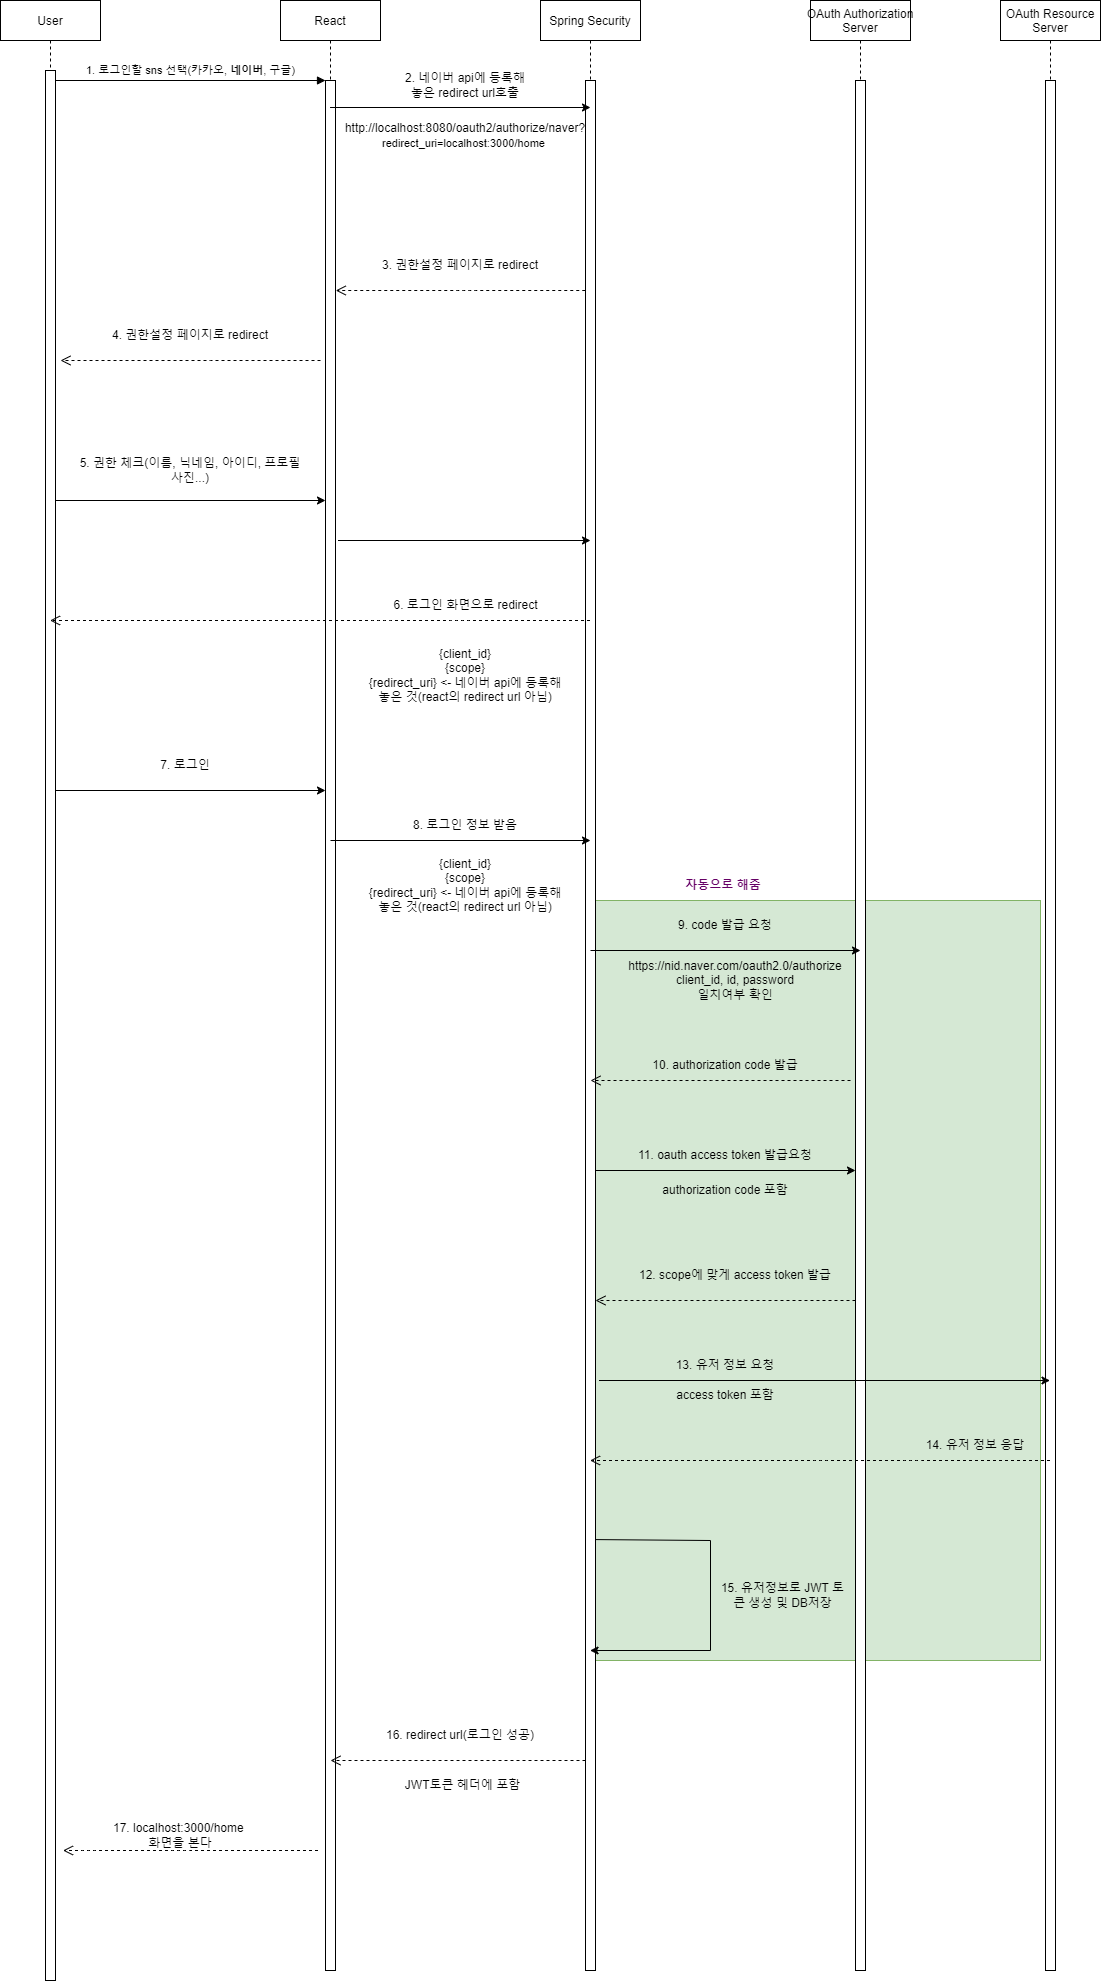 User
React
Spring Security
OAuth Authorization
Server
OAuth Resource
Server
1. 로그인할 sns 선택(카카오, 네이버, 구글)
2. 네이버 api에 등록해
놓은 redirect url호출
http://localhost:8080/oauth2/authorize/naver?
redirect_uri=localhost:3000/home
3. 권한설정 페이지로 redirect
4. 권한설정 페이지로 redirect
5. 권한 체크(이름, 닉네임, 아이디, 프로필
사진...)
6. 로그인 화면으로 redirect
{client_id}
{scope}
{redirect_uri} <- 네이버 api에 등록해
놓은 것(react의 redirect url 아님)
7. 로그인
8. 로그인 정보 받음
{client_id}
{scope}
{redirect_uri} <- 네이버 api에 등록해
놓은 것(react의 redirect url 아님)
자동으로 해줌
9. code 발급 요청
https://nid.naver.com/oauth2.0/authorize
client_id, id, password
일치여부 확인
10. authorization code 발급
11. oauth access token 발급요청
authorization code 포함
12. scope에 맞게 access token 발급
13. 유저 정보 요청
access token 포함
14. 유저 정보 응답
15. 유저정보로 JWT 토
큰 생성 및 DB저장
16. redirect url(로그인 성공)
JWT토큰 헤더에 포함
17. localhost:3000/home
화면을 본다